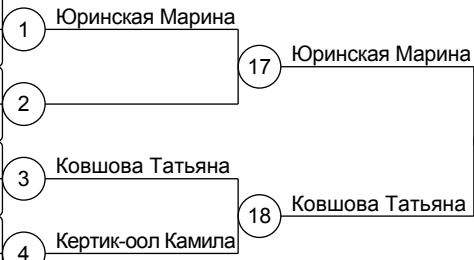 1 Юринская Марина
17 Юринская Марина
2
3 Ковшова Татьяна
18 Ковшова Татьяна
4 Кертик-оол Камила